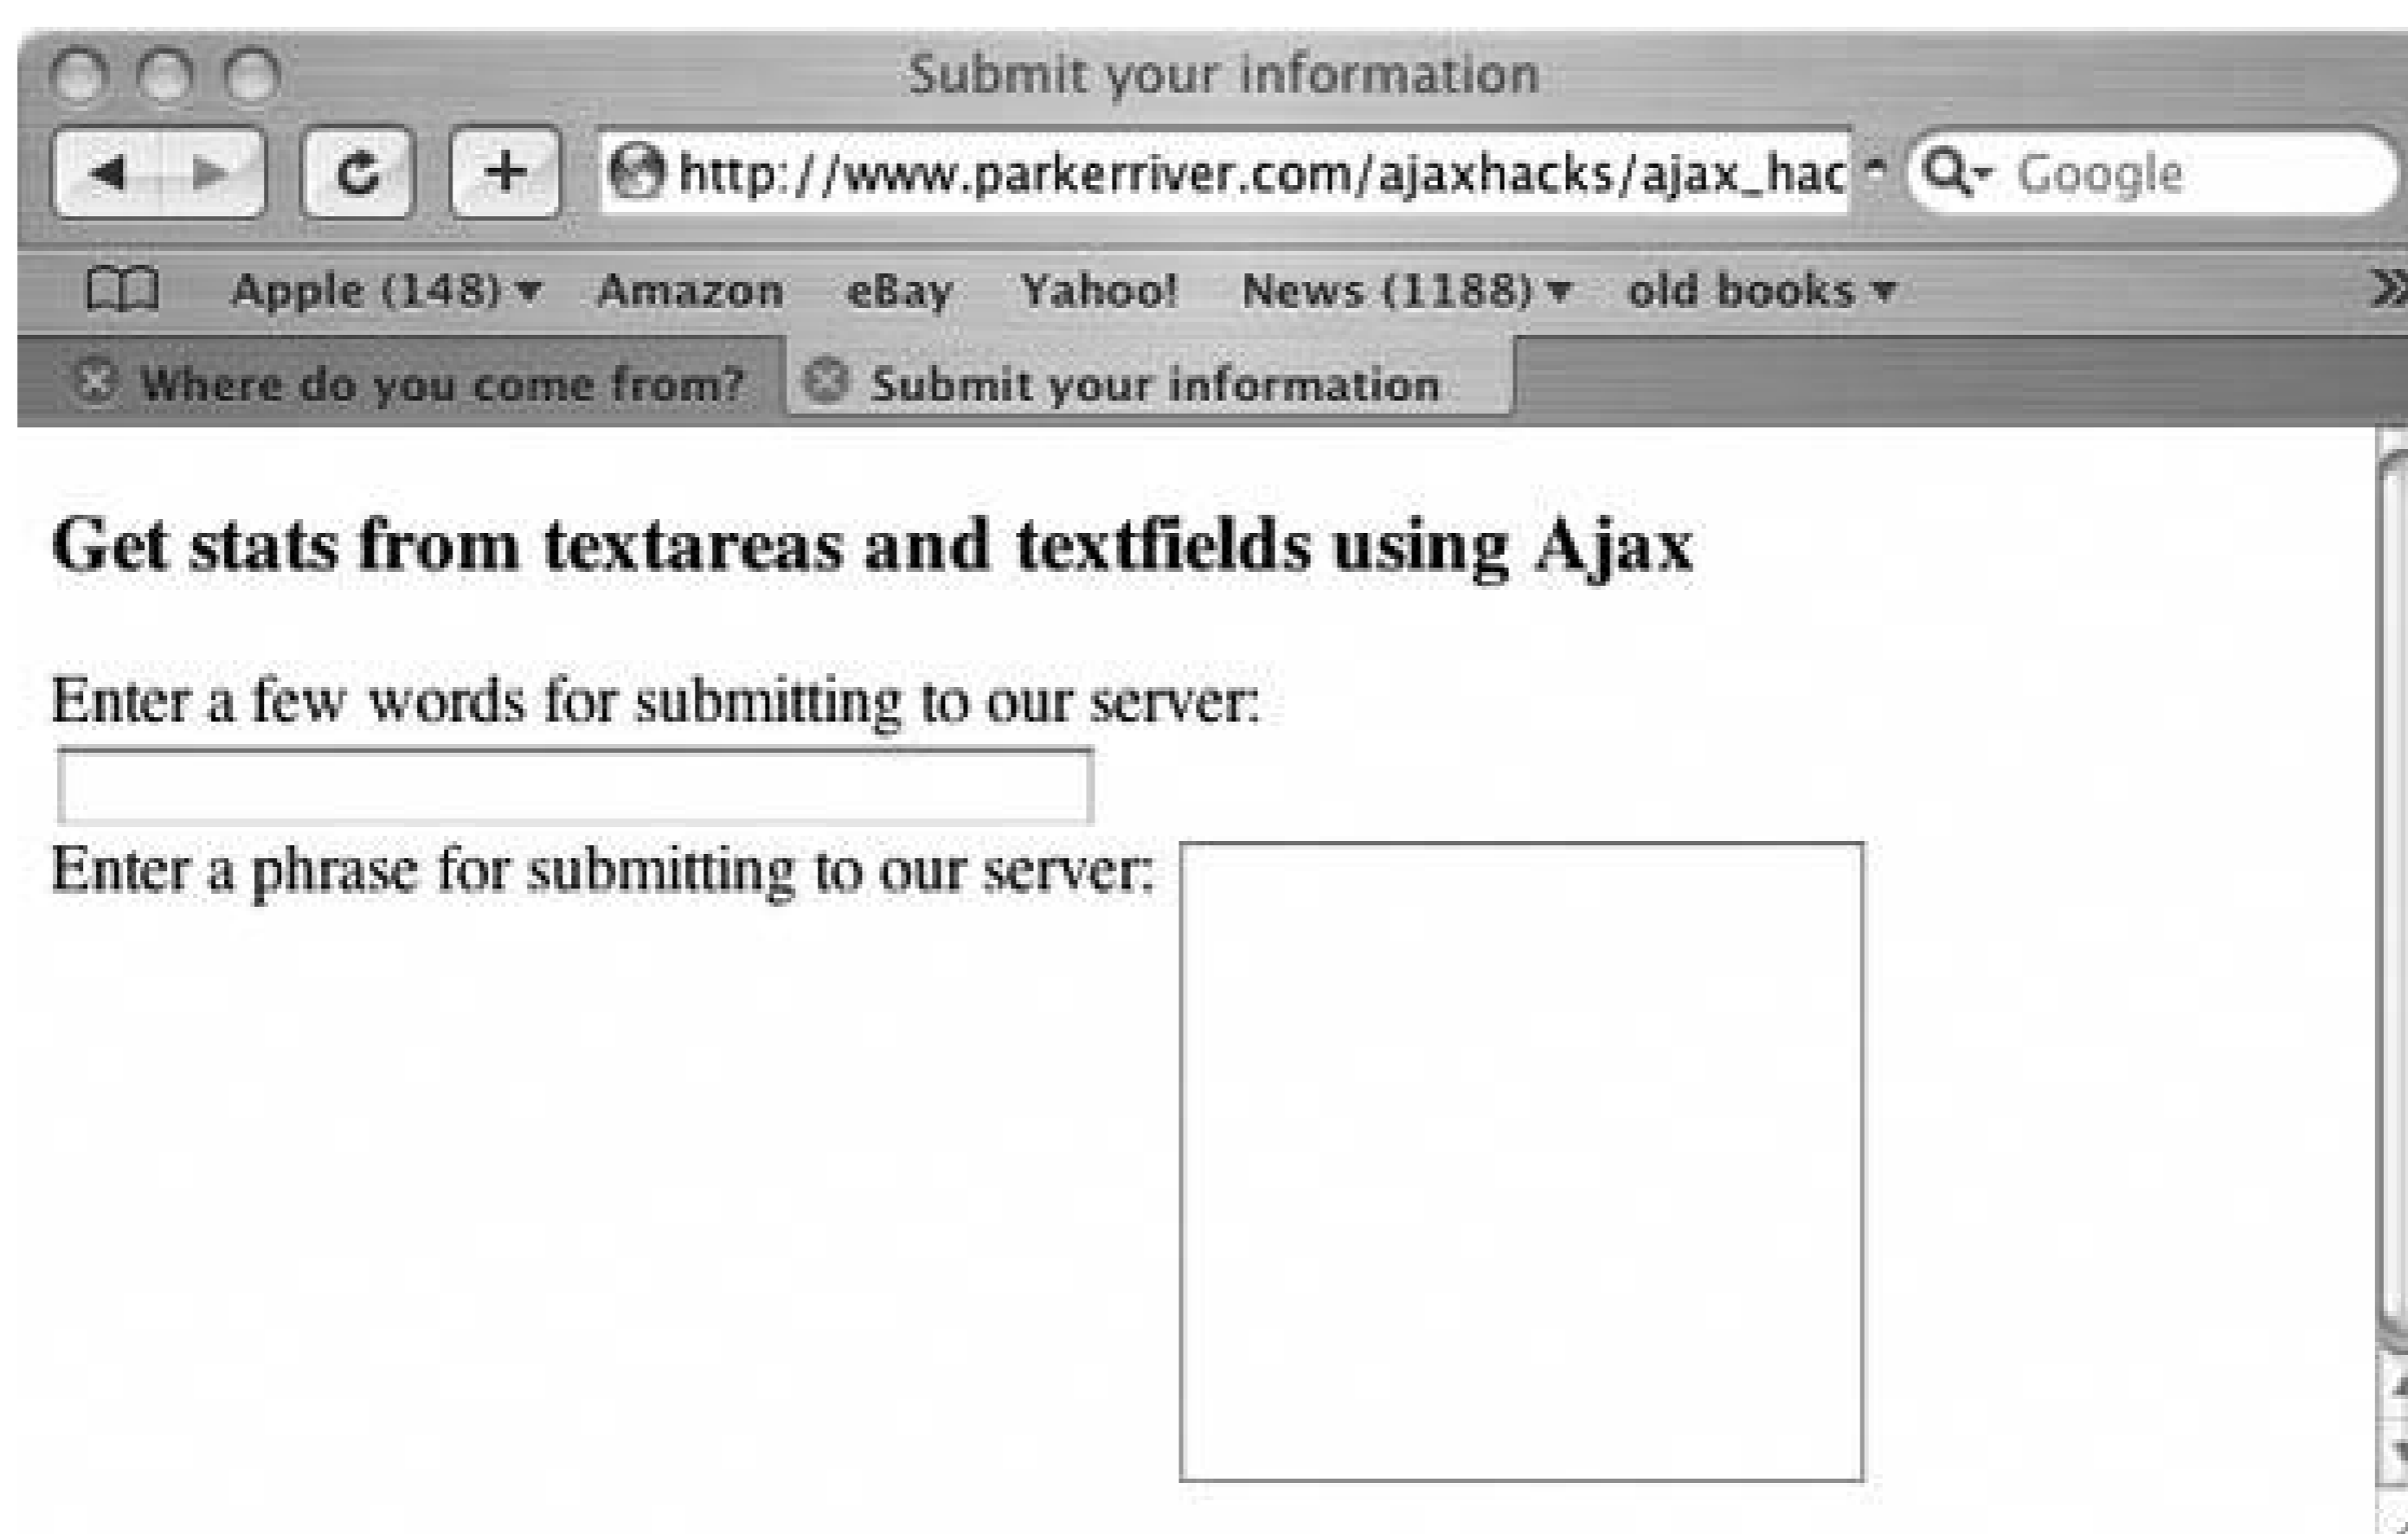 Submit your information
http://www.parkerriver.com/ajaxhacks/ajax_hac Google
Apple (148) Amazon eBay Yahoo! News (1188) old books
Where do you come from? Submit your information
Get stats from textareas and textfields using Ajax
Enter a few words for submitting to our server:
Enter a phrase for submitting to our server: